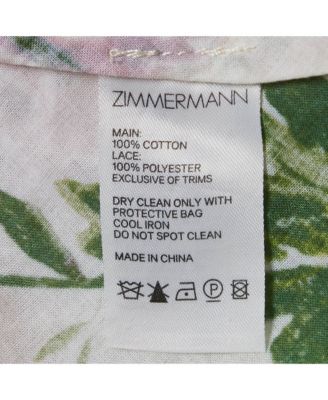 ZIMMERMANN
MAIN:
100% COTTON
LACE:
100% POLYESTER
EXCLUSIVE OF TRIMS
DRY CLEAN ONLY WITH
PROTECTIVE BAG
COOL IRON
DO NOT SPOT CLEAN
MADE IN CHINA
P